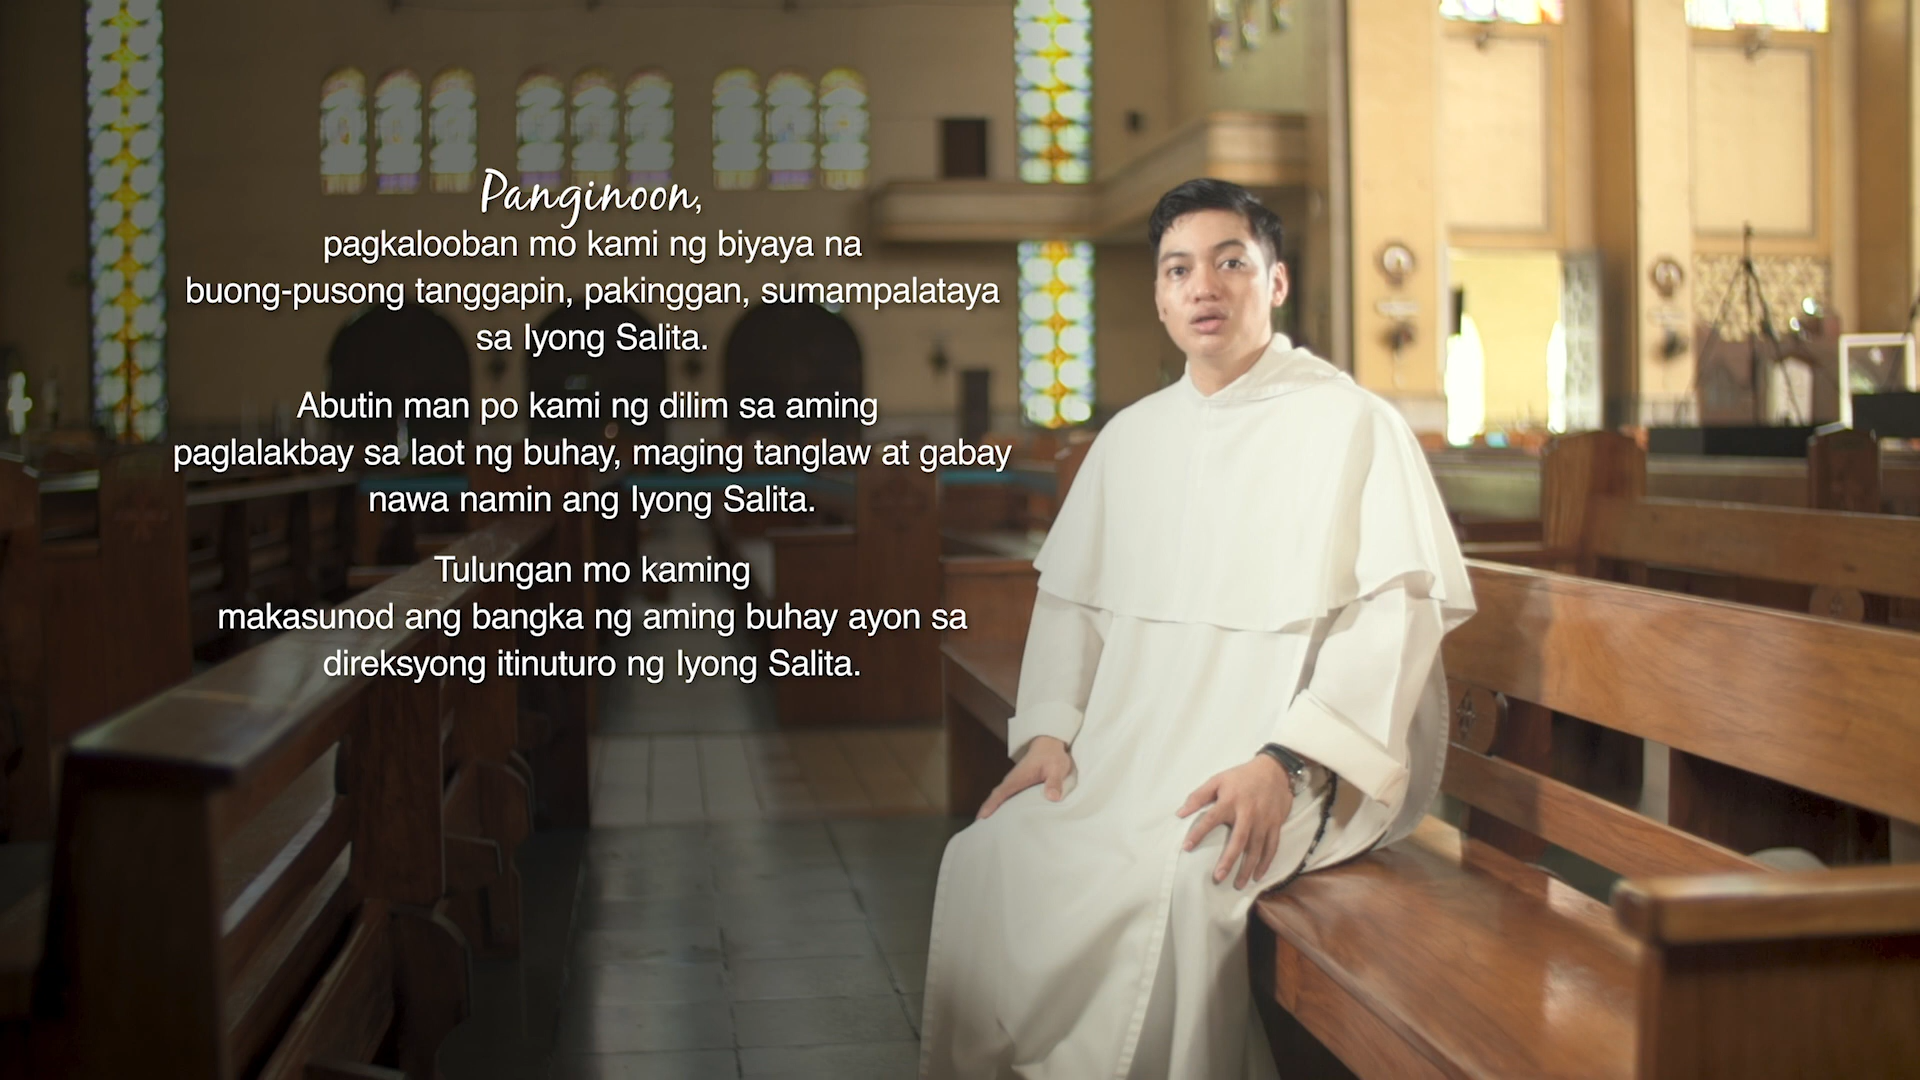 Panginoon,
pagkalooban mo kami ng biyaya na
buong-pusong tanggapin, pakinggan, sumampalataya
sa Iyong Salita.
Abutin man po kami ng dilim sa aming
paglalakbay sa laot ng buhay, maging tanglaw at gabay
nawa namin ang Iyong Salita.
Tulungan mo kaming
makasunod ang bangka ng aming buhay ayon sa
direksyong itinuturo ng Iyong Salita.